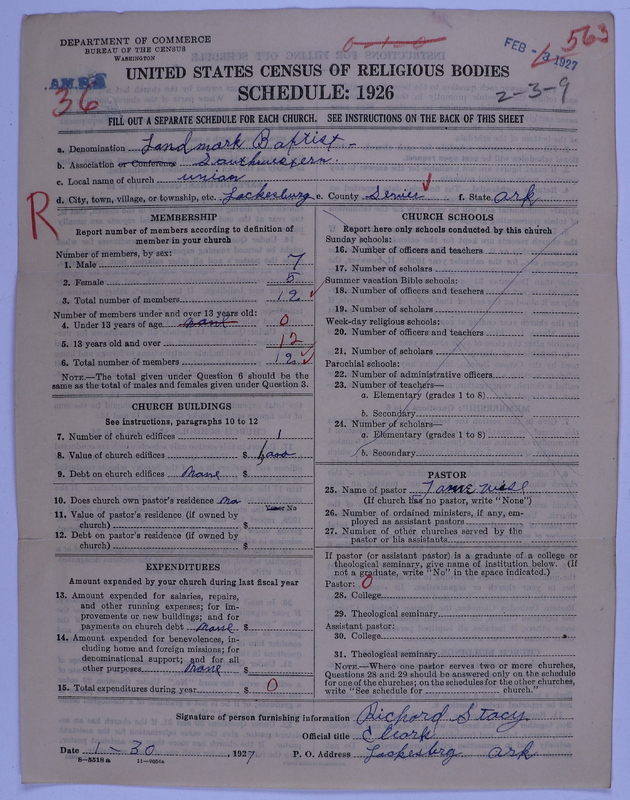 DEPARTMENT OF COMMERCE
BUREAU OF THE CENSUS
WASHINGTON
0-1-0
FEB - 3 1927
563
36
2-3-9
UNITED STATES CENSUS OF RELIGIOUS BODIES
SCHEDULE: 1926
FILL OUT A SEPARATE SCHEDULE FOR EACH CHURCH. SEE INSTRUCTIONS ON THE BACK OF THIS SHEET
a. Denomination Landmark Baptist
b. Association or Conference Southwestern.
c. Local name of church union
d. City, town, village, or township, etc. Lockesburg e. County Sevier f. State Ark
R
MEMBERSHIP
Report number of members according to definition of
member in your church
Number of members, by sex:
1. Male 7
2. Female 5
3. Total number of members 12
Number of members under and over 13 years old:
4. Under 13 years of age none 0
5. 13 years old and over 12
6. Total number of members 12
NOTE.—The total given under Question 6 should be the
same as the total of males and females given under Question 3.
CHURCH BUILDINGS
See instructions, paragraphs 10 to 12
7. Number of church edifices 1
8. Value of church edifices $
9. Debt on church edifices None $
10. Does church own pastor's residence no
Yes or No
11. Value of pastor's residence (if owned by
church) $
12. Debt on pastor's residence (if owned by
church) $
EXPENDITURES
Amount expended by your church during last fiscal year
13. Amount expended for salaries, repairs,
and other running expenses; for im-
provements or new buildings; and for
payments on church debt None $
14. Amount expended for benevolences, in-
cluding home and foreign missions; for
denominational support; and for all
other purposes None $
15. Total expenditures during year $ 0
CHURCH SCHOOLS
Report here only schools conducted by this church
Sunday schools:
16. Number of officers and teachers
17. Number of scholars
Summer vacation Bible schools:
18. Number of officers and teachers
19. Number of scholars
Week-day religious schools:
20. Number of officers and teachers
21. Number of scholars
Parochial schools:
22. Number of administrative officers
23. Number of teachers—
a. Elementary (grades 1 to 8)
b. Secondary
24. Number of scholars—
a. Elementary (grades 1 to 8)
b. Secondary
PASTOR
25. Name of pastor
(If church has no pastor, write "None")
26. Number of ordained ministers, if any, em-
ployed as assistant pastors
27. Number of other churches served by the
pastor or his assistants
If pastor (or assistant pastor) is a graduate of a college or
theological seminary, give name of institution below. (If
not a graduate, write "No" in the space indicated.)
Pastor: 0
28. College
29. Theological seminary
Assistant pastor:
30. College
31. Theological seminary
NOTE.—Where one pastor serves two or more churches,
Questions 28 and 29 should be answered only on the schedule
for one of the churches; on the schedules for the other churches,
write "See schedule for church."
Signature of person furnishing information Richord Stacy
Official title Clark
Date 1-30, 1927 P. O. Address Lockesbrg Ark
8—5518 a